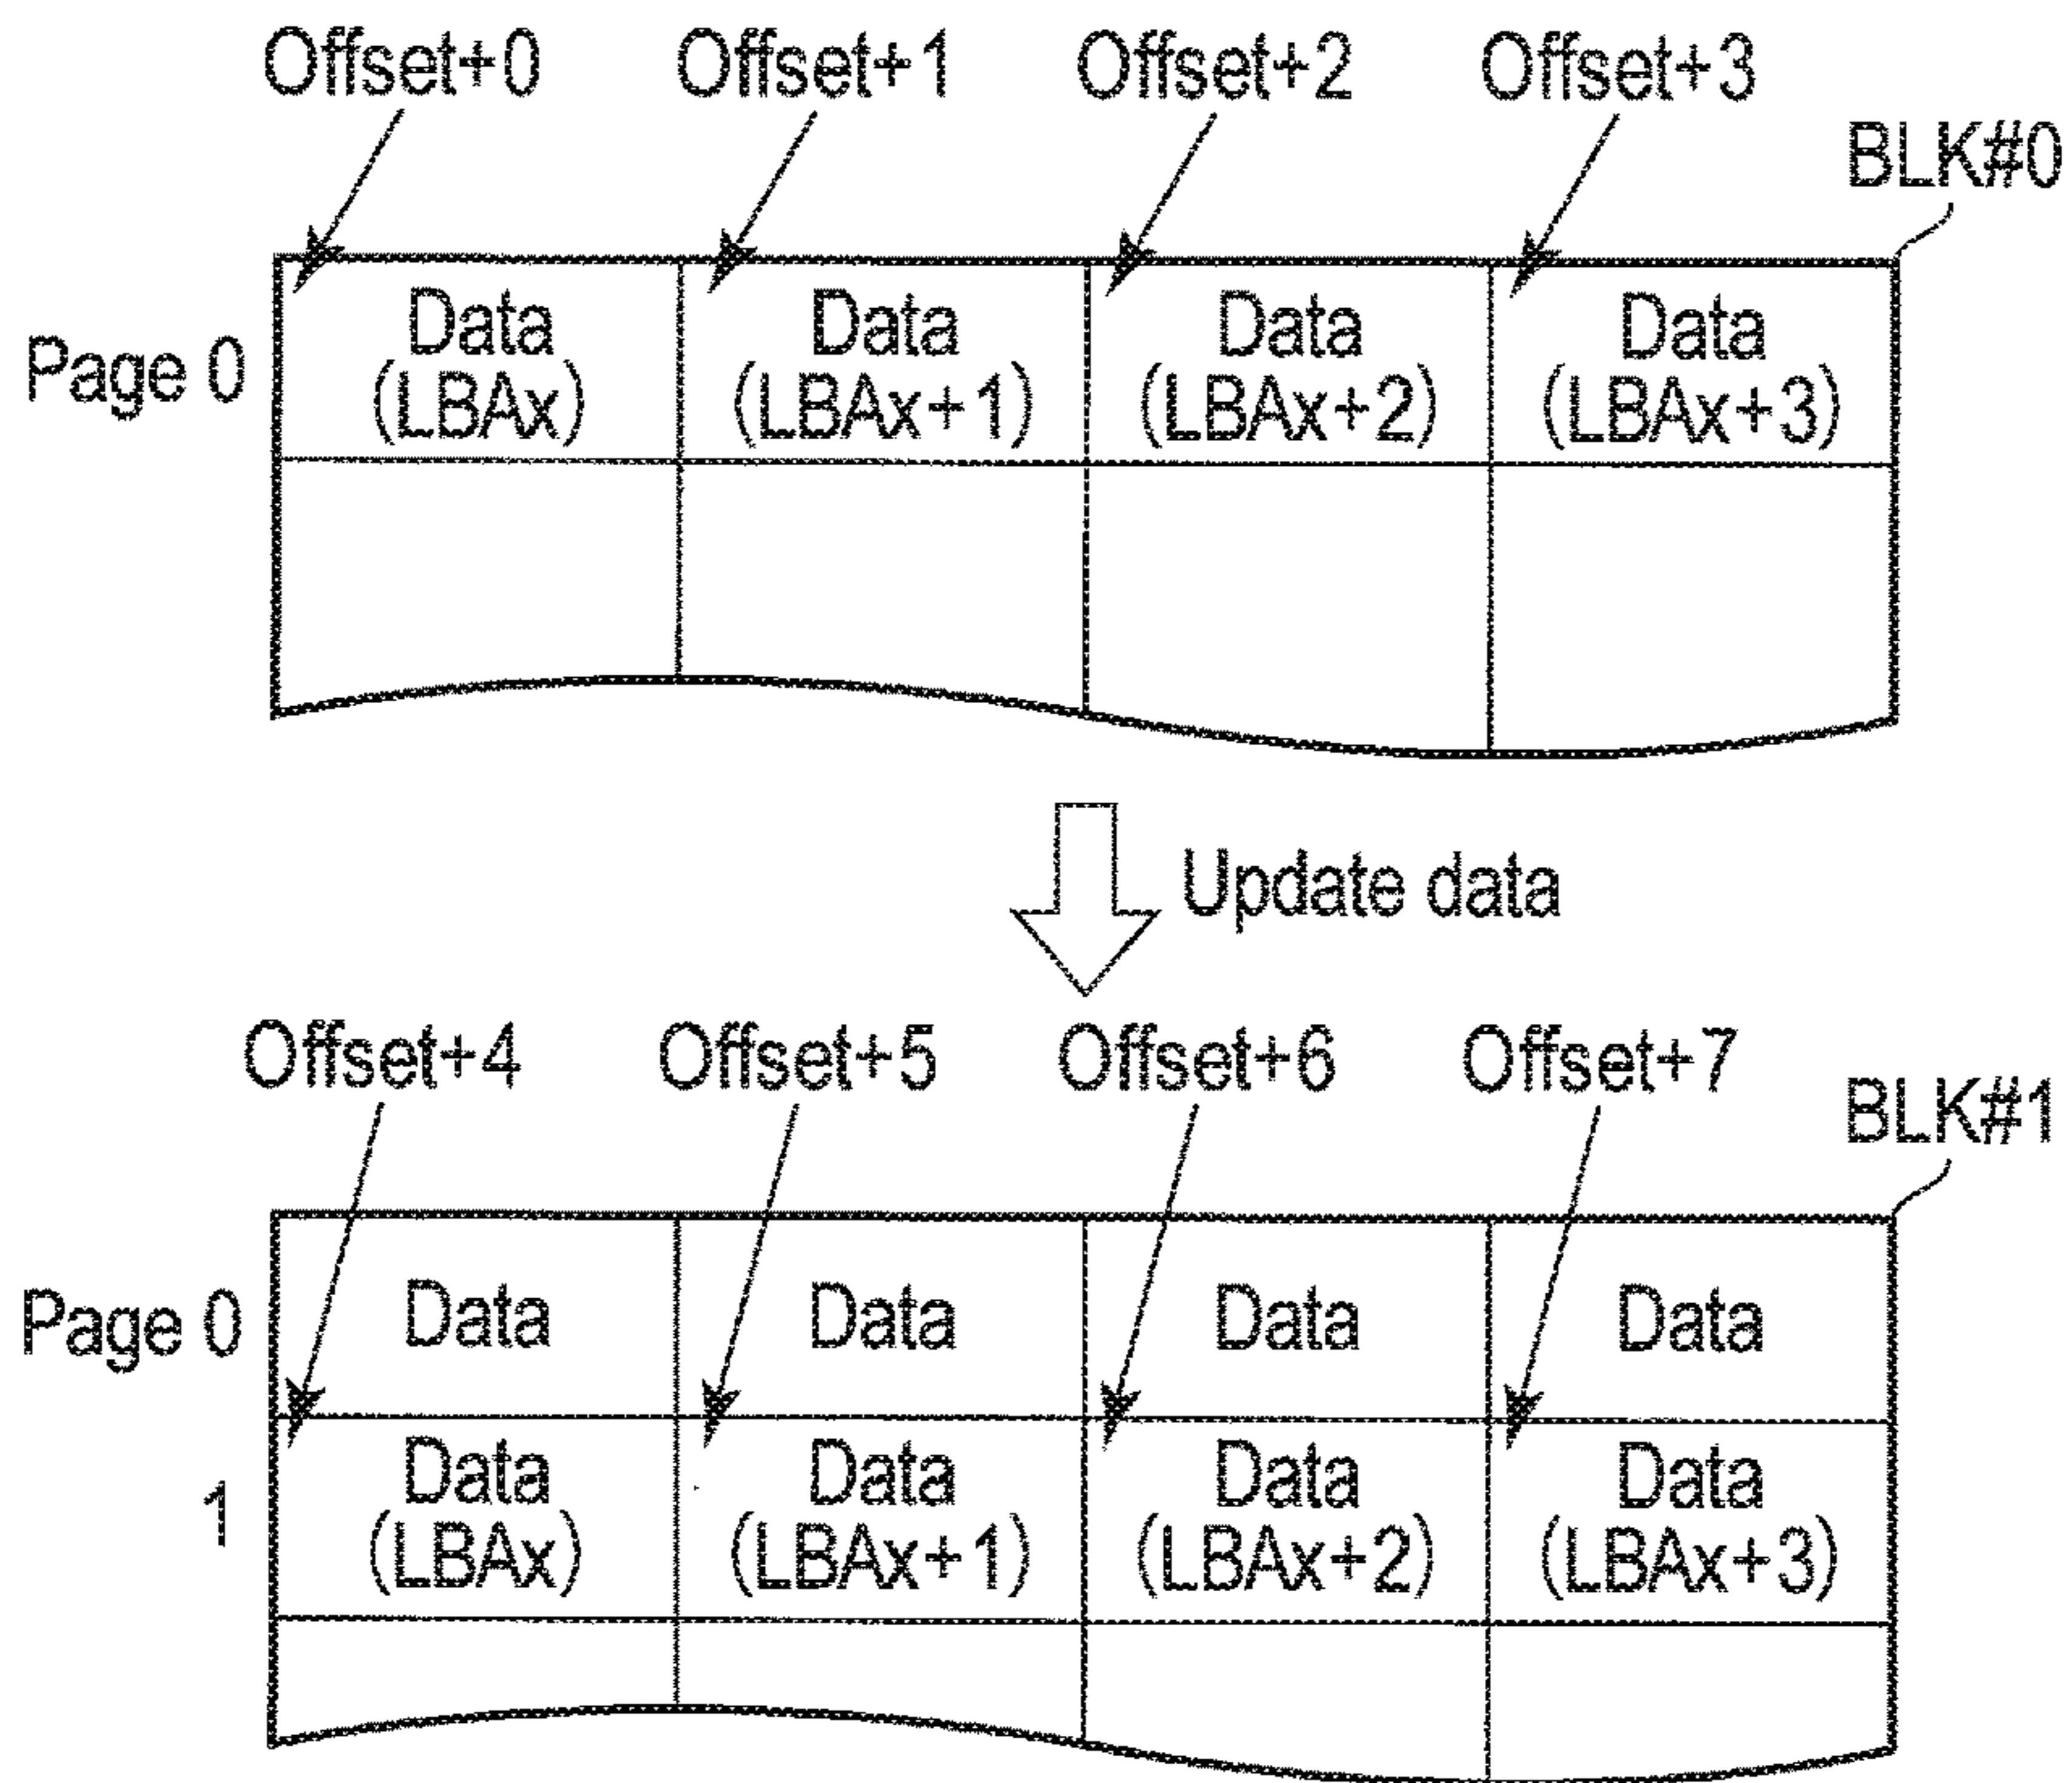 Offset+0 Offset+1 Offset+2 Offset+3
BLK#0
Page 0
Data Data Data Data
(LBAx) (LBAx+1) (LBAx+2) (LBAx+3)
Update data
Offset+4 Offset+5 Offset+6 Offset+7
BLK#1
Page 0 Data Data Data Data
1
Data Data Data Data
(LBAx) (LBAx+1) (LBAx+2) (LBAx+3)